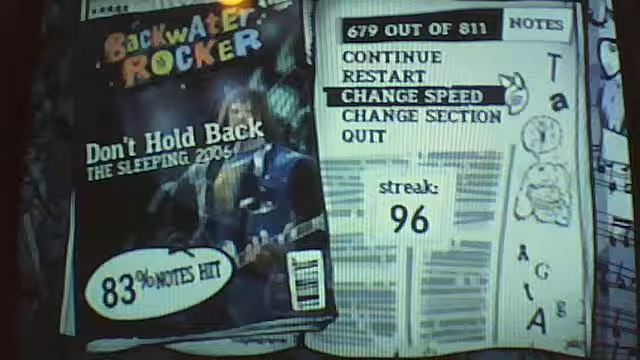 BACKWATER
ROCKER
Don't Hold Back
THE SLEEPING, 2006
83% NOTES HIT
679 OUT OF 811 NOTES
CONTINUE
RESTART
CHANGE SPEED
CHANGE SECTION
QUIT
streak:
96
T
a
A
G
t
g
A